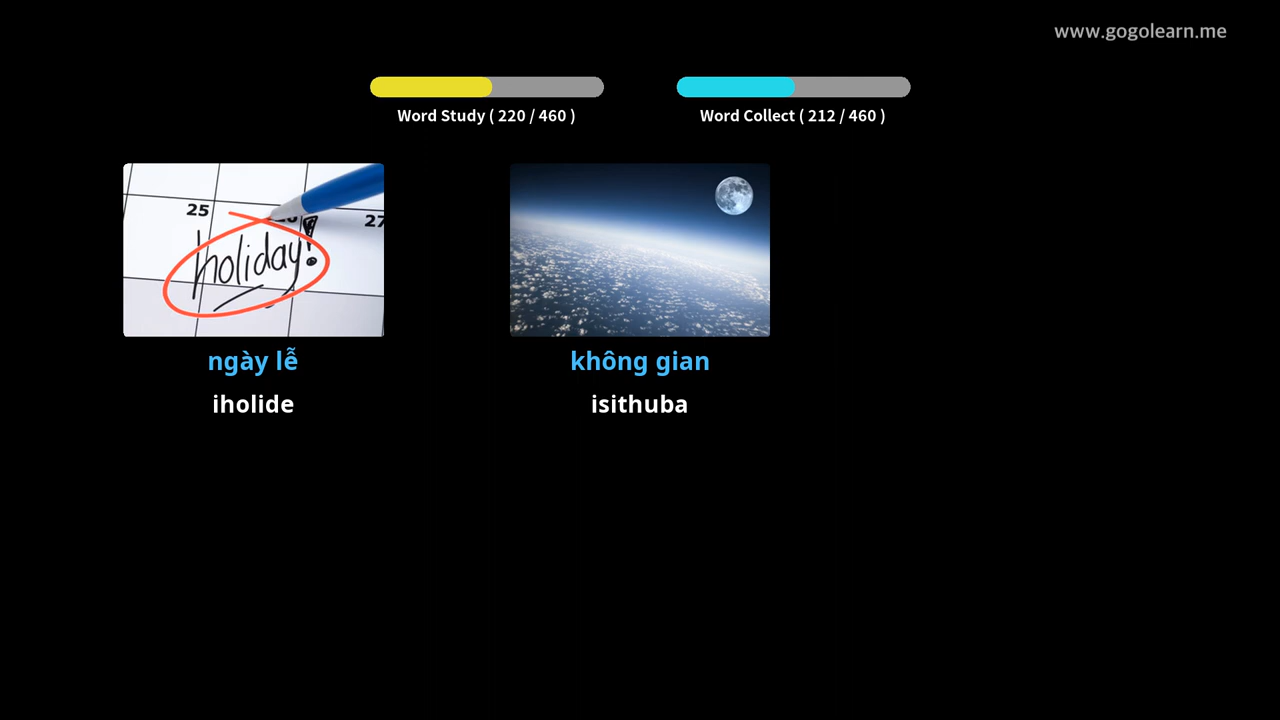 www.gogolearn.me
Word Study ( 220 / 460 )
Word Collect ( 212 / 460 )
25
27
holiday!
ngày lễ
không gian
iholide
isithuba